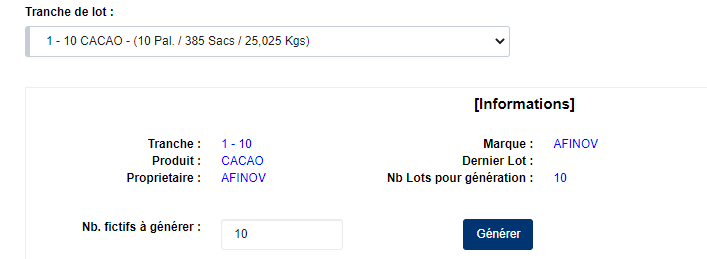 Tranche de lot :
1 - 10 CACAO - (10 Pal. / 385 Sacs / 25,025 Kgs)
[Informations]
Tranche : 1 - 10 Marque : AFINOV
Produit : CACAO Dernier Lot :
Proprietaire : AFINOV Nb Lots pour génération : 10
Nb. fictifs à générer : 10 Générer